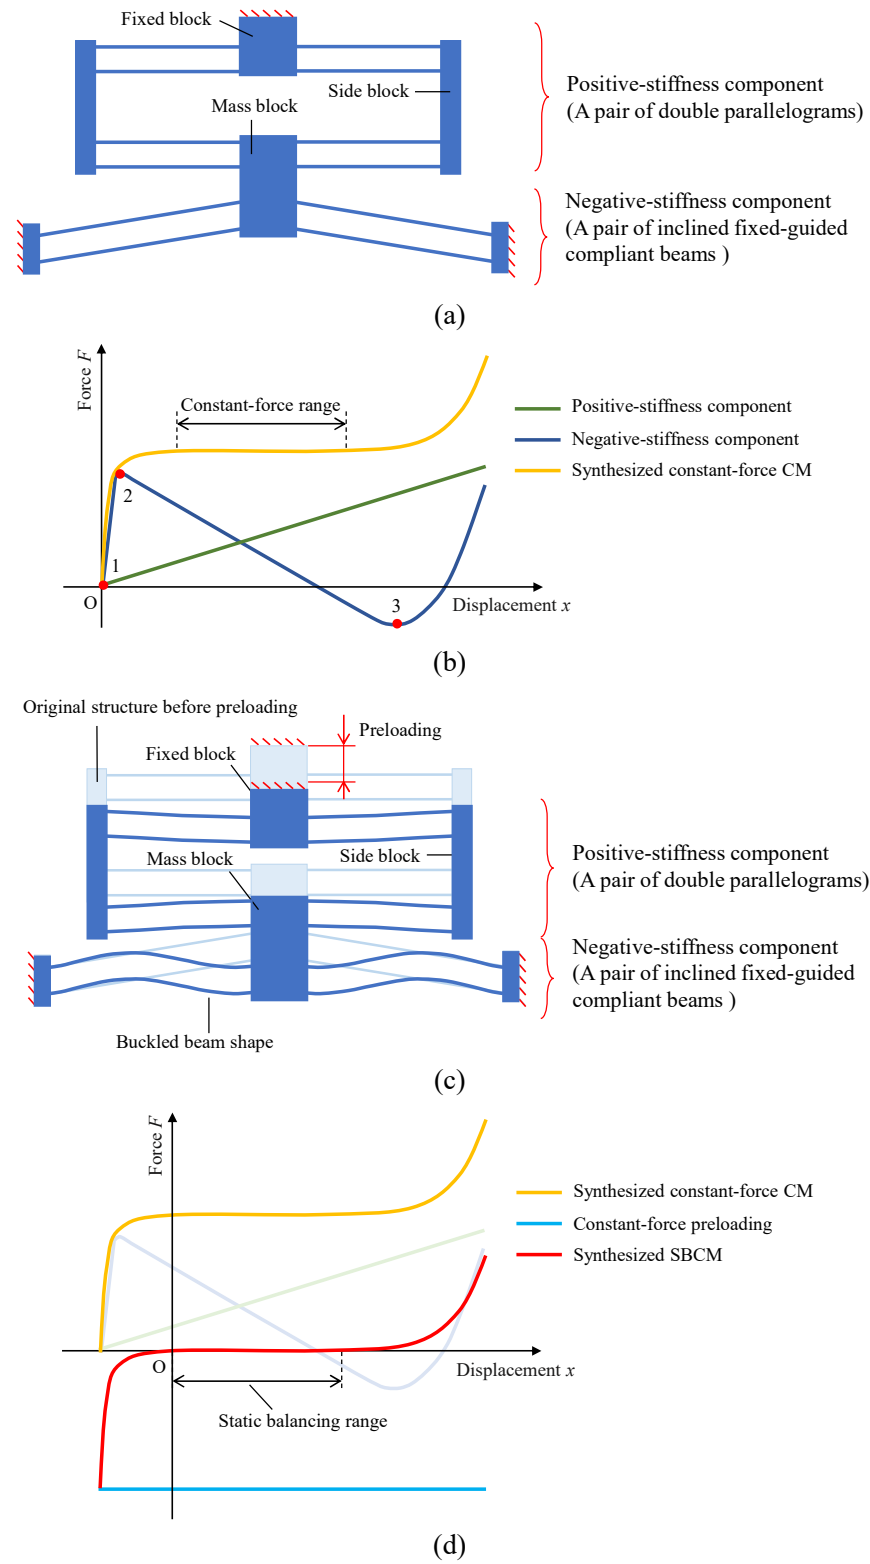 Fixed block
Side block
Mass block
Positive-stiffness component
(A pair of double parallelograms)
Negative-stiffness component
(A pair of inclined fixed-guided
compliant beams )
(a)
Force F
Constant-force range
Positive-stiffness component
Negative-stiffness component
Synthesized constant-force CM
2
1
O
3
Displacement x
(b)
Original structure before preloading
Preloading
Fixed block
Mass block
Side block
Positive-stiffness component
(A pair of double parallelograms)
Negative-stiffness component
(A pair of inclined fixed-guided
compliant beams )
Buckled beam shape
(c)
Force F
Synthesized constant-force CM
Constant-force preloading
Synthesized SBCM
O
Displacement x
Static balancing range
(d)